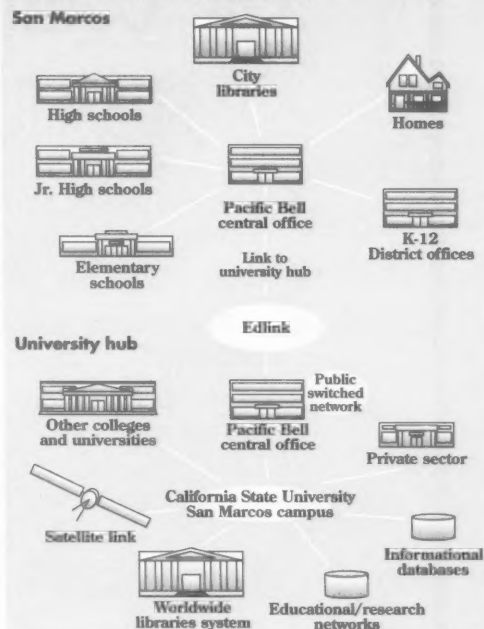 San Marcos
City
libraries
High schools
Homes
Jr. High schools
Pacific Bell
central office
K-12
District offices
Elementary
schools
Link to
university hub
Edlink
University hub
Public
switched
network
Other colleges
and universities
Pacific Bell
central office
Private sector
California State University
San Marcos campus
Satellite link
Informational
databases
Worldwide
libraries system
Educational/research
networks